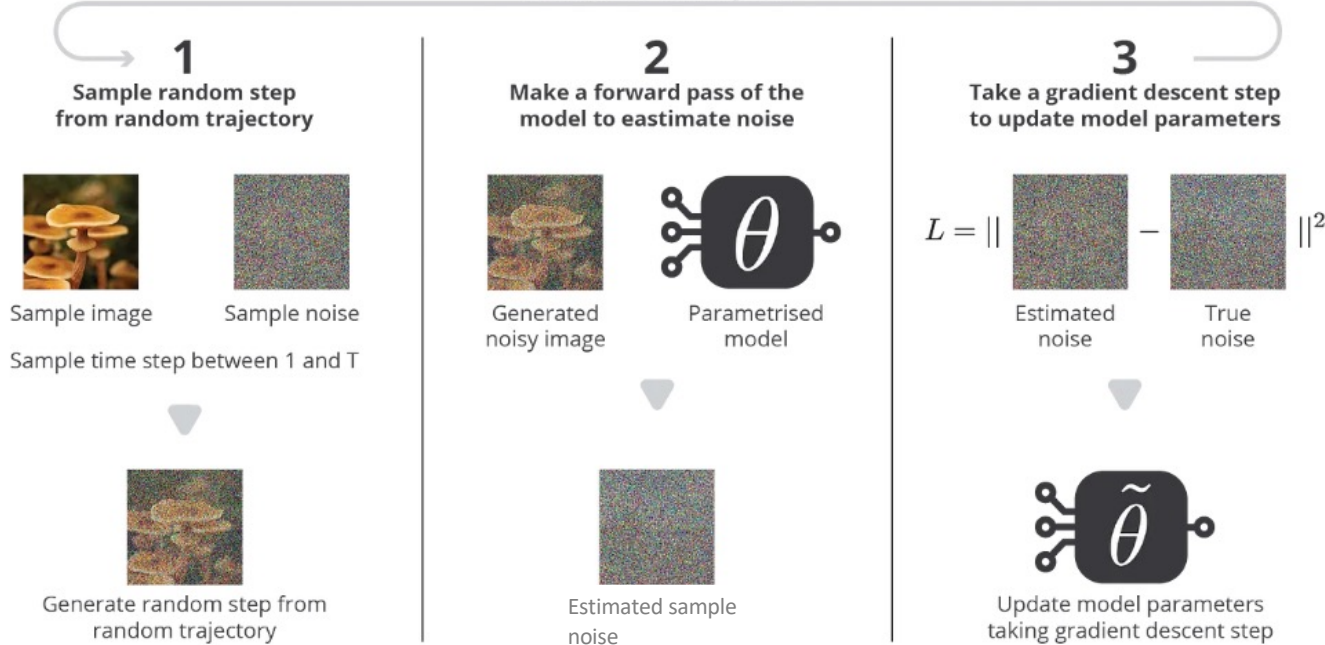 1
Sample random step
from random trajectory
Sample image
Sample noise
Sample time step between 1 and T
Generate random step from
random trajectory
2
Make a forward pass of the
model to eastimate noise
Generated
noisy image
θ
Parametrised
model
Estimated sample
noise
3
Take a gradient descent step
to update model parameters
L = || − ||²
Estimated
noise
True
noise
θ̃
Update model parameters
taking gradient descent step